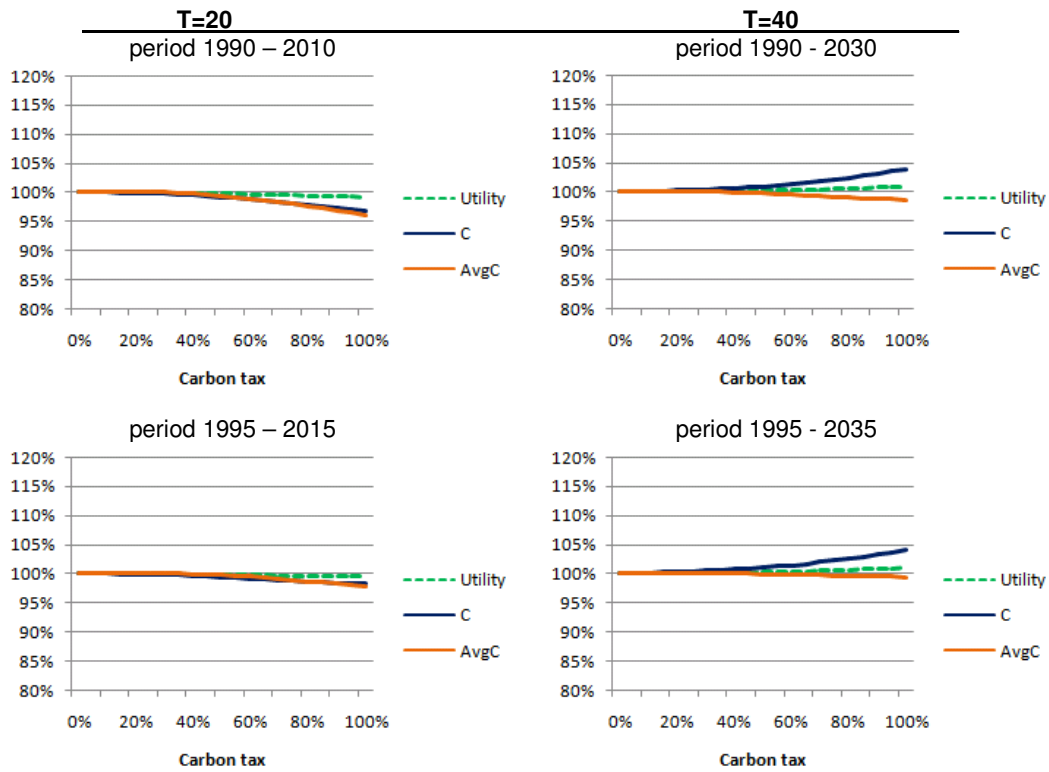 T=20
T=40
period 1990 – 2010
period 1990 - 2030
120%
115%
110%
105%
100%
95%
90%
85%
80%
0% 20% 40% 60% 80% 100%
Carbon tax
Utility
C
AvgC
120%
115%
110%
105%
100%
95%
90%
85%
80%
0% 20% 40% 60% 80% 100%
Carbon tax
Utility
C
AvgC
period 1995 – 2015
period 1995 - 2035
120%
115%
110%
105%
100%
95%
90%
85%
80%
0% 20% 40% 60% 80% 100%
Carbon tax
Utility
C
AvgC
120%
115%
110%
105%
100%
95%
90%
85%
80%
0% 20% 40% 60% 80% 100%
Carbon tax
Utility
C
AvgC